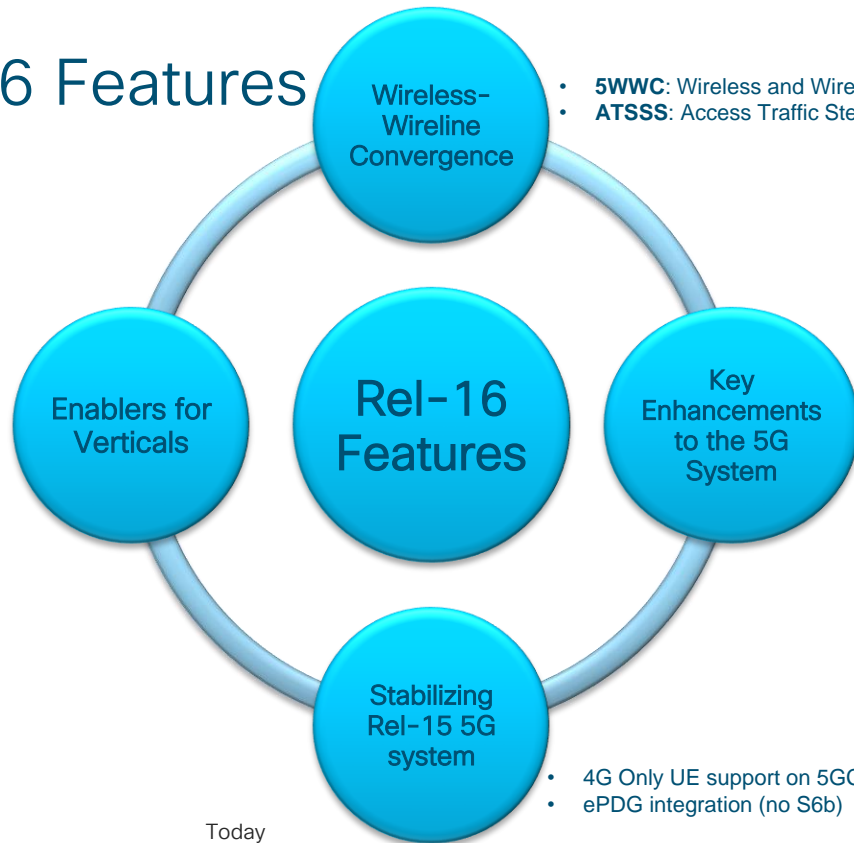 6 Features
Wireless-
Wireline
Convergence
• 5WWC: Wireless and Wire
• ATSSS: Access Traffic Ste
Enablers for
Verticals
Rel-16
Features
Key
Enhancements
to the 5G
System
Stabilizing
Rel-15 5G
system
• 4G Only UE support on 5GC
• ePDG integration (no S6b)
Today